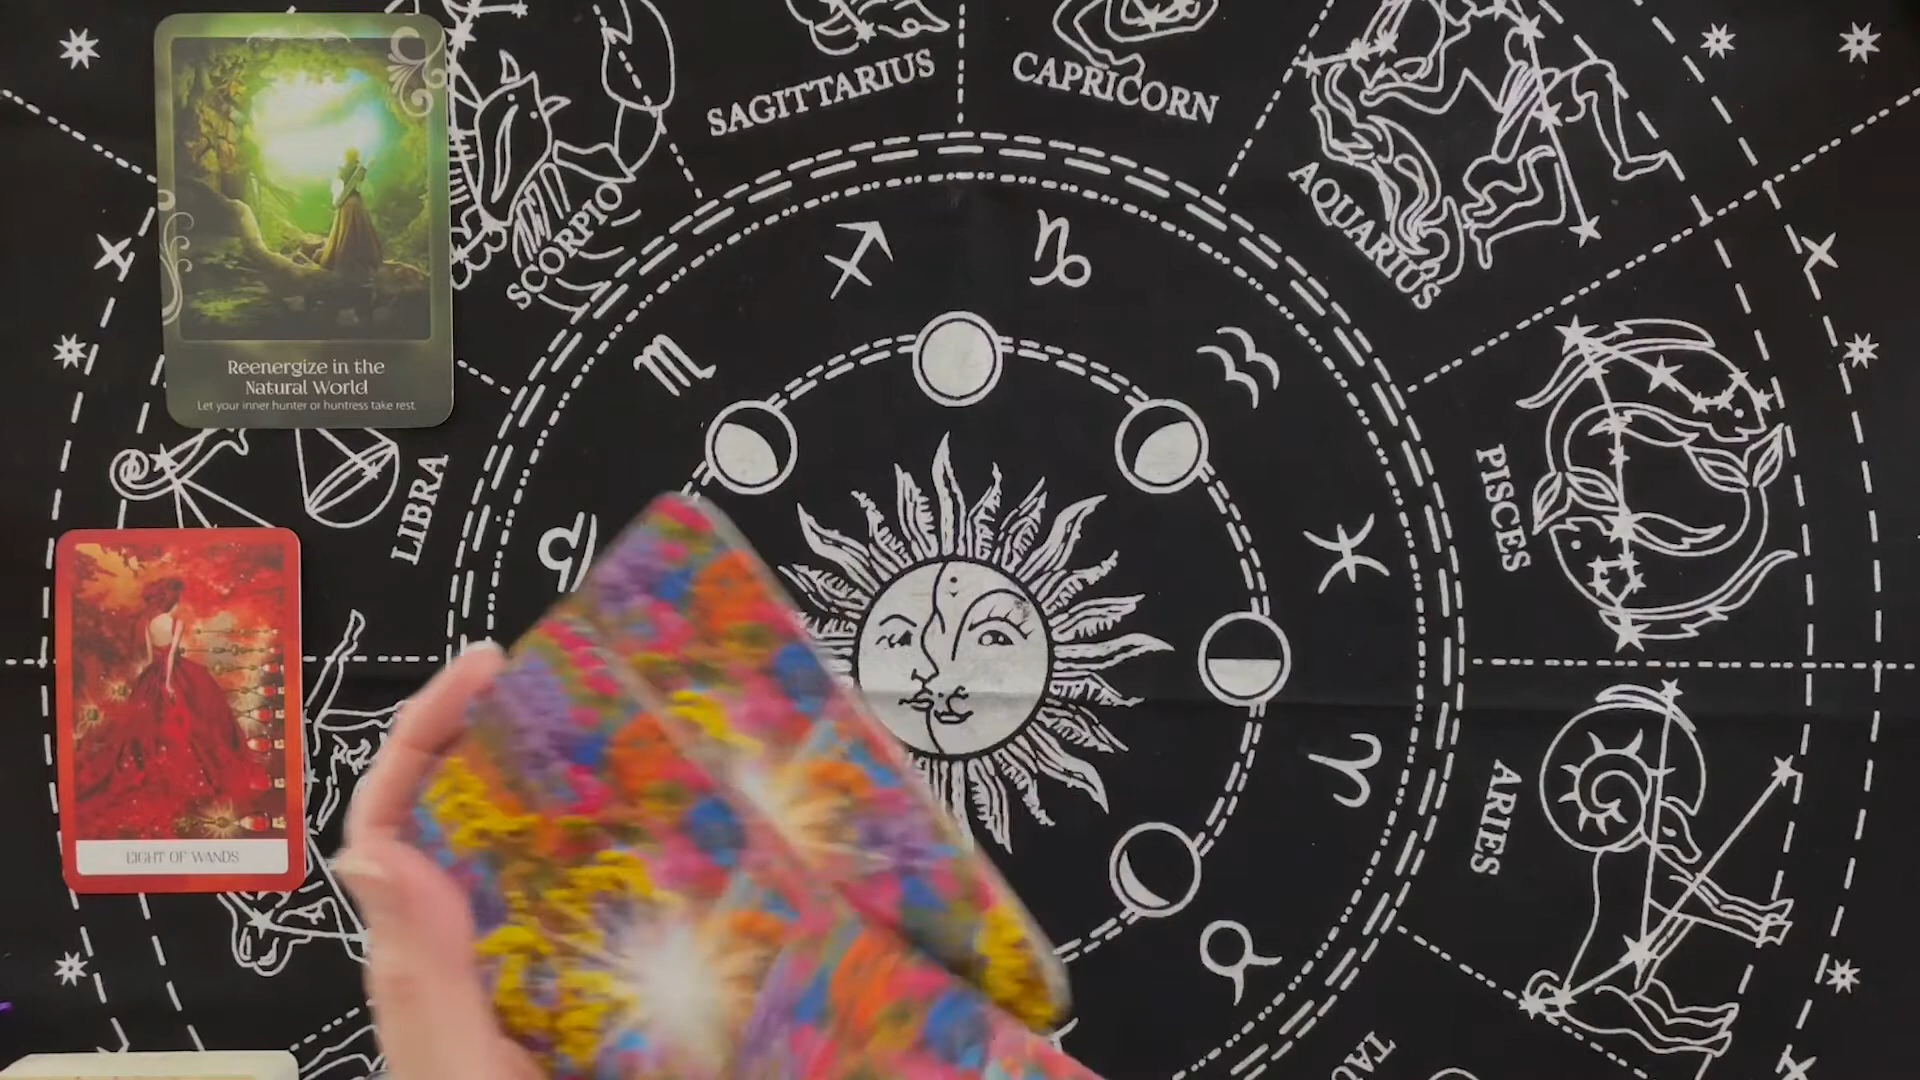 SAGITTARIUS
CAPRICORN
SCORPIO
AQUARIUS
Reenergize in the
Natural World
Let your inner hunter or huntress take rest.
LIBRA
PISCES
EIGHT OF WANDS
ARIES
TAU